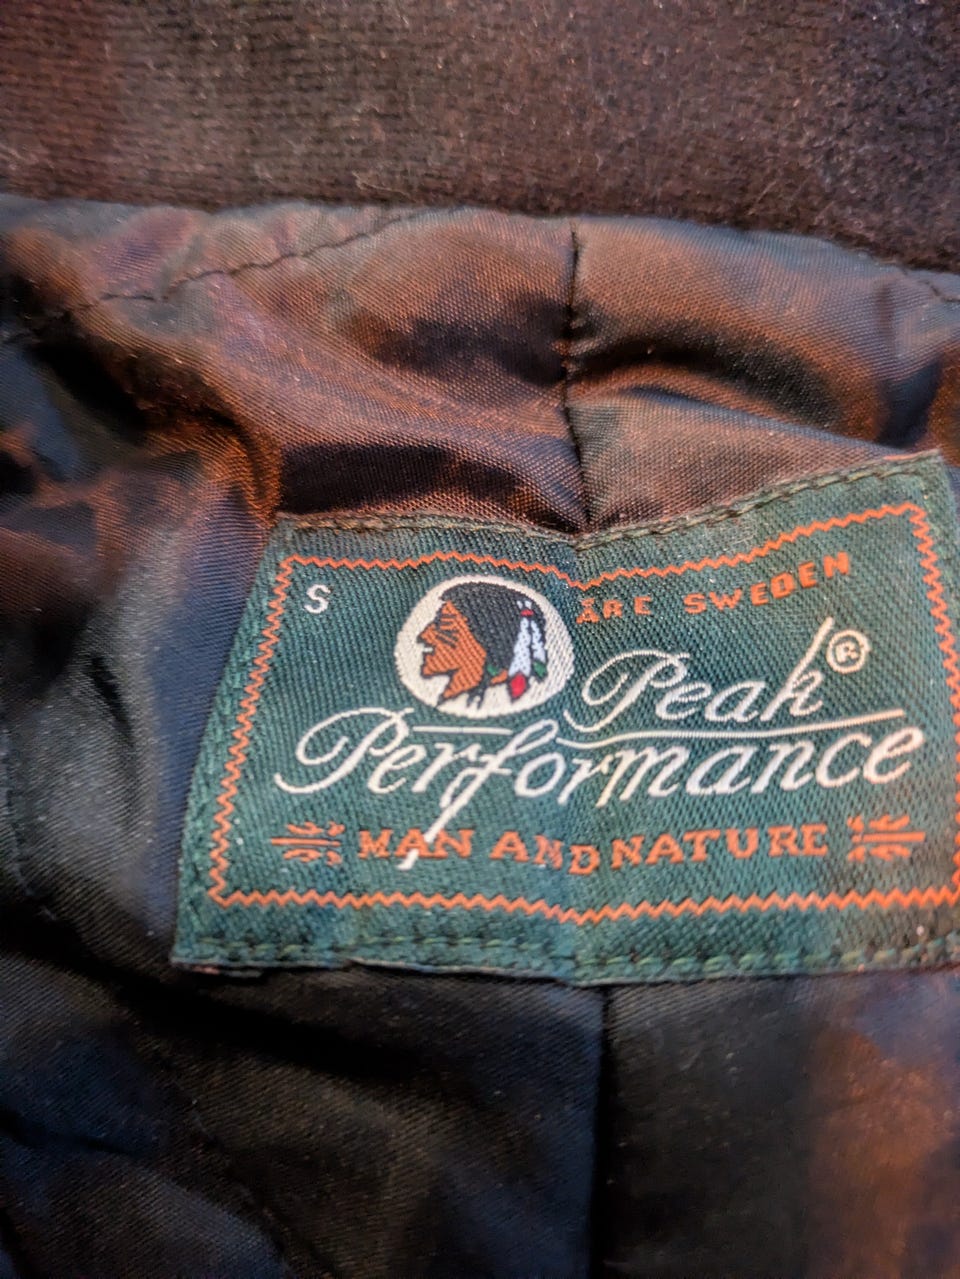 S
ÅRE SWEDEN
Peak®
Performance
MAN AND NATURE